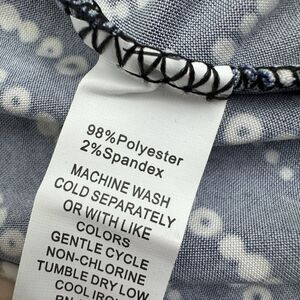 98%Polyester
2%Spandex
MACHINE WASH
COLD SEPARATELY
OR WITH LIKE
COLORS
GENTLE CYCLE
NON-CHLORINE
TUMBLE DRY LOW
COOL IRON